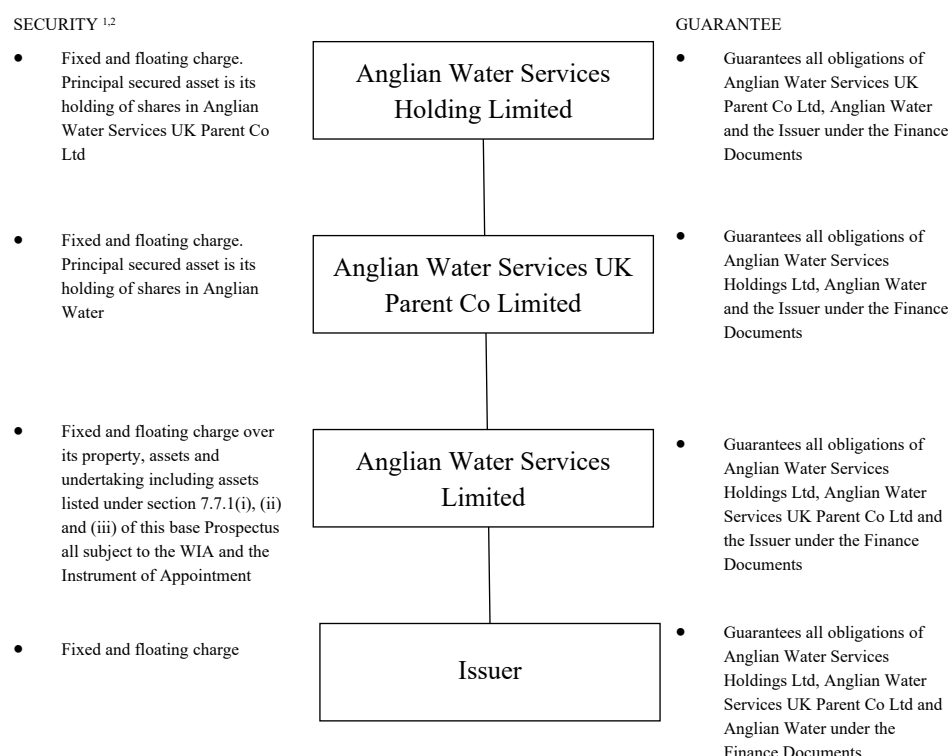 SECURITY 1,2
GUARANTEE
● Fixed and floating charge.
Principal secured asset is its
holding of shares in Anglian
Water Services UK Parent Co
Ltd
Anglian Water Services
Holding Limited
● Guarantees all obligations of
Anglian Water Services UK
Parent Co Ltd, Anglian Water
and the Issuer under the Finance
Documents
● Fixed and floating charge.
Principal secured asset is its
holding of shares in Anglian
Water
Anglian Water Services UK
Parent Co Limited
● Guarantees all obligations of
Anglian Water Services
Holdings Ltd, Anglian Water
and the Issuer under the Finance
Documents
● Fixed and floating charge over
its property, assets and
undertaking including assets
listed under section 7.7.1(i), (ii)
and (iii) of this base Prospectus
all subject to the WIA and the
Instrument of Appointment
Anglian Water Services
Limited
● Guarantees all obligations of
Anglian Water Services
Holdings Ltd, Anglian Water
Services UK Parent Co Ltd and
the Issuer under the Finance
Documents
● Fixed and floating charge
Issuer
● Guarantees all obligations of
Anglian Water Services
Holdings Ltd, Anglian Water
Services UK Parent Co Ltd and
Anglian Water under the
Finance Documents